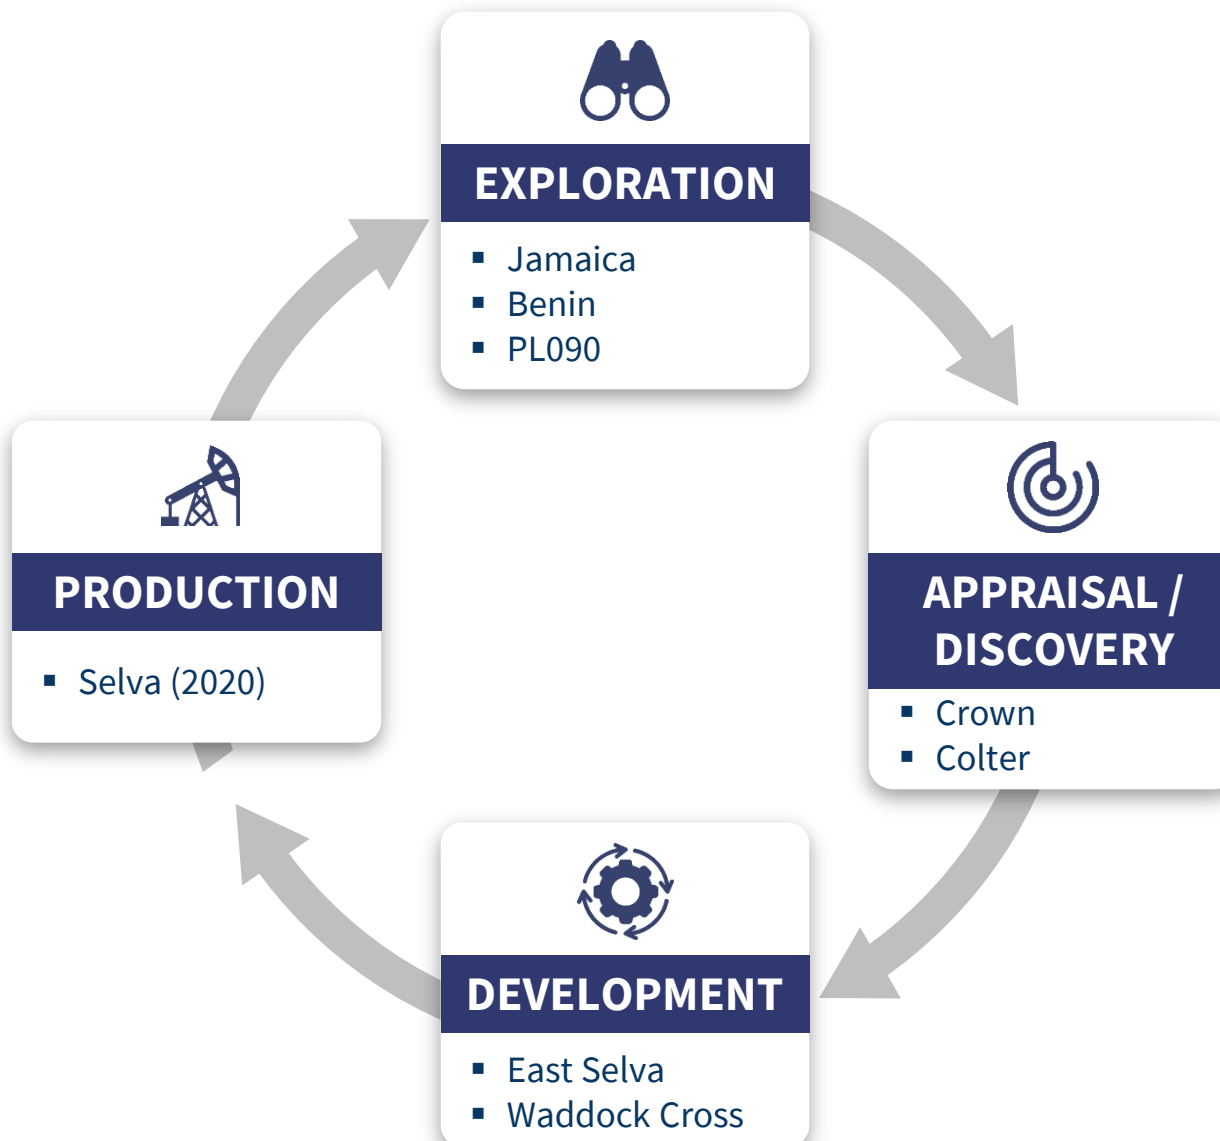 EXPLORATION
▪ Jamaica
▪ Benin
▪ PL090
PRODUCTION
▪ Selva (2020)
APPRAISAL /
DISCOVERY
▪ Crown
▪ Colter
DEVELOPMENT
▪ East Selva
▪ Waddock Cross